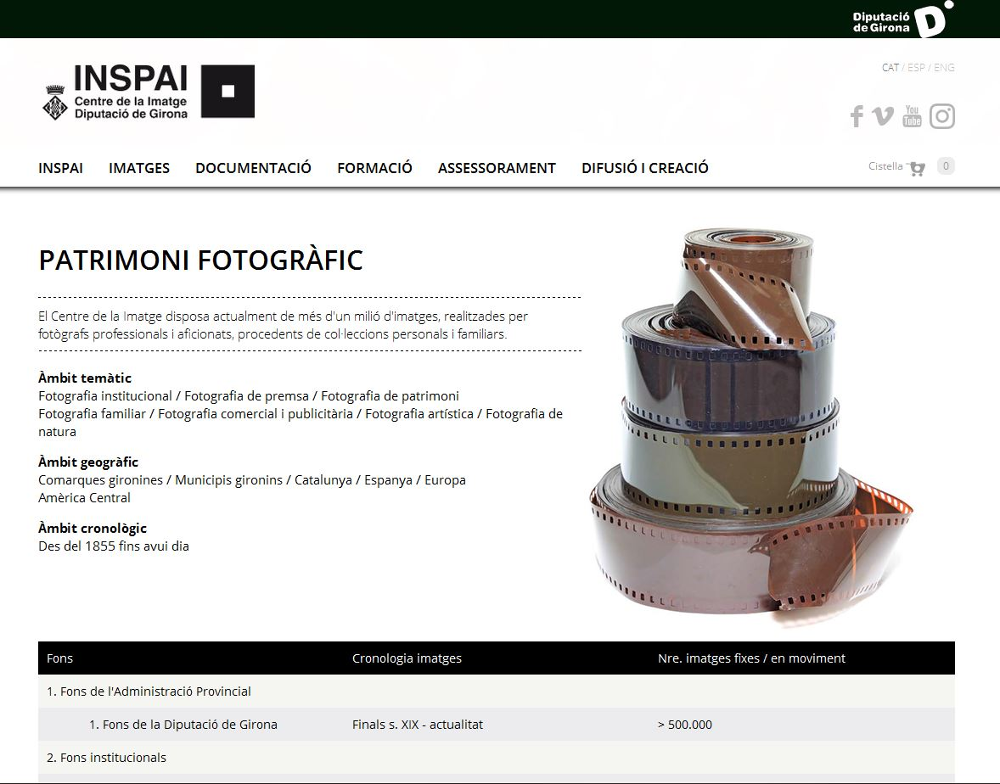 Diputació
de Girona
INSPAI
Centre de la Imatge
Diputació de Girona
CAT / ESP / ENG
You
Tube
INSPAI IMATGES DOCUMENTACIÓ FORMACIÓ ASSESSORAMENT DIFUSIÓ I CREACIÓ
Cistella 0
PATRIMONI FOTOGRÀFIC
El Centre de la Imatge disposa actualment de més d'un milió d'imatges, realitzades per
fotògrafs professionals i aficionats, procedents de col·leccions personals i familiars.
Àmbit temàtic
Fotografia institucional / Fotografia de premsa / Fotografia de patrimoni
Fotografia familiar / Fotografia comercial i publicitària / Fotografia artística / Fotografia de
natura
Àmbit geogràfic
Comarques gironines / Municipis gironins / Catalunya / Espanya / Europa
Amèrica Central
Àmbit cronològic
Des del 1855 fins avui dia
Fons Cronologia imatges Nre. imatges fixes / en moviment
1. Fons de l'Administració Provincial
1. Fons de la Diputació de Girona Finals s. XIX - actualitat > 500.000
2. Fons institucionals